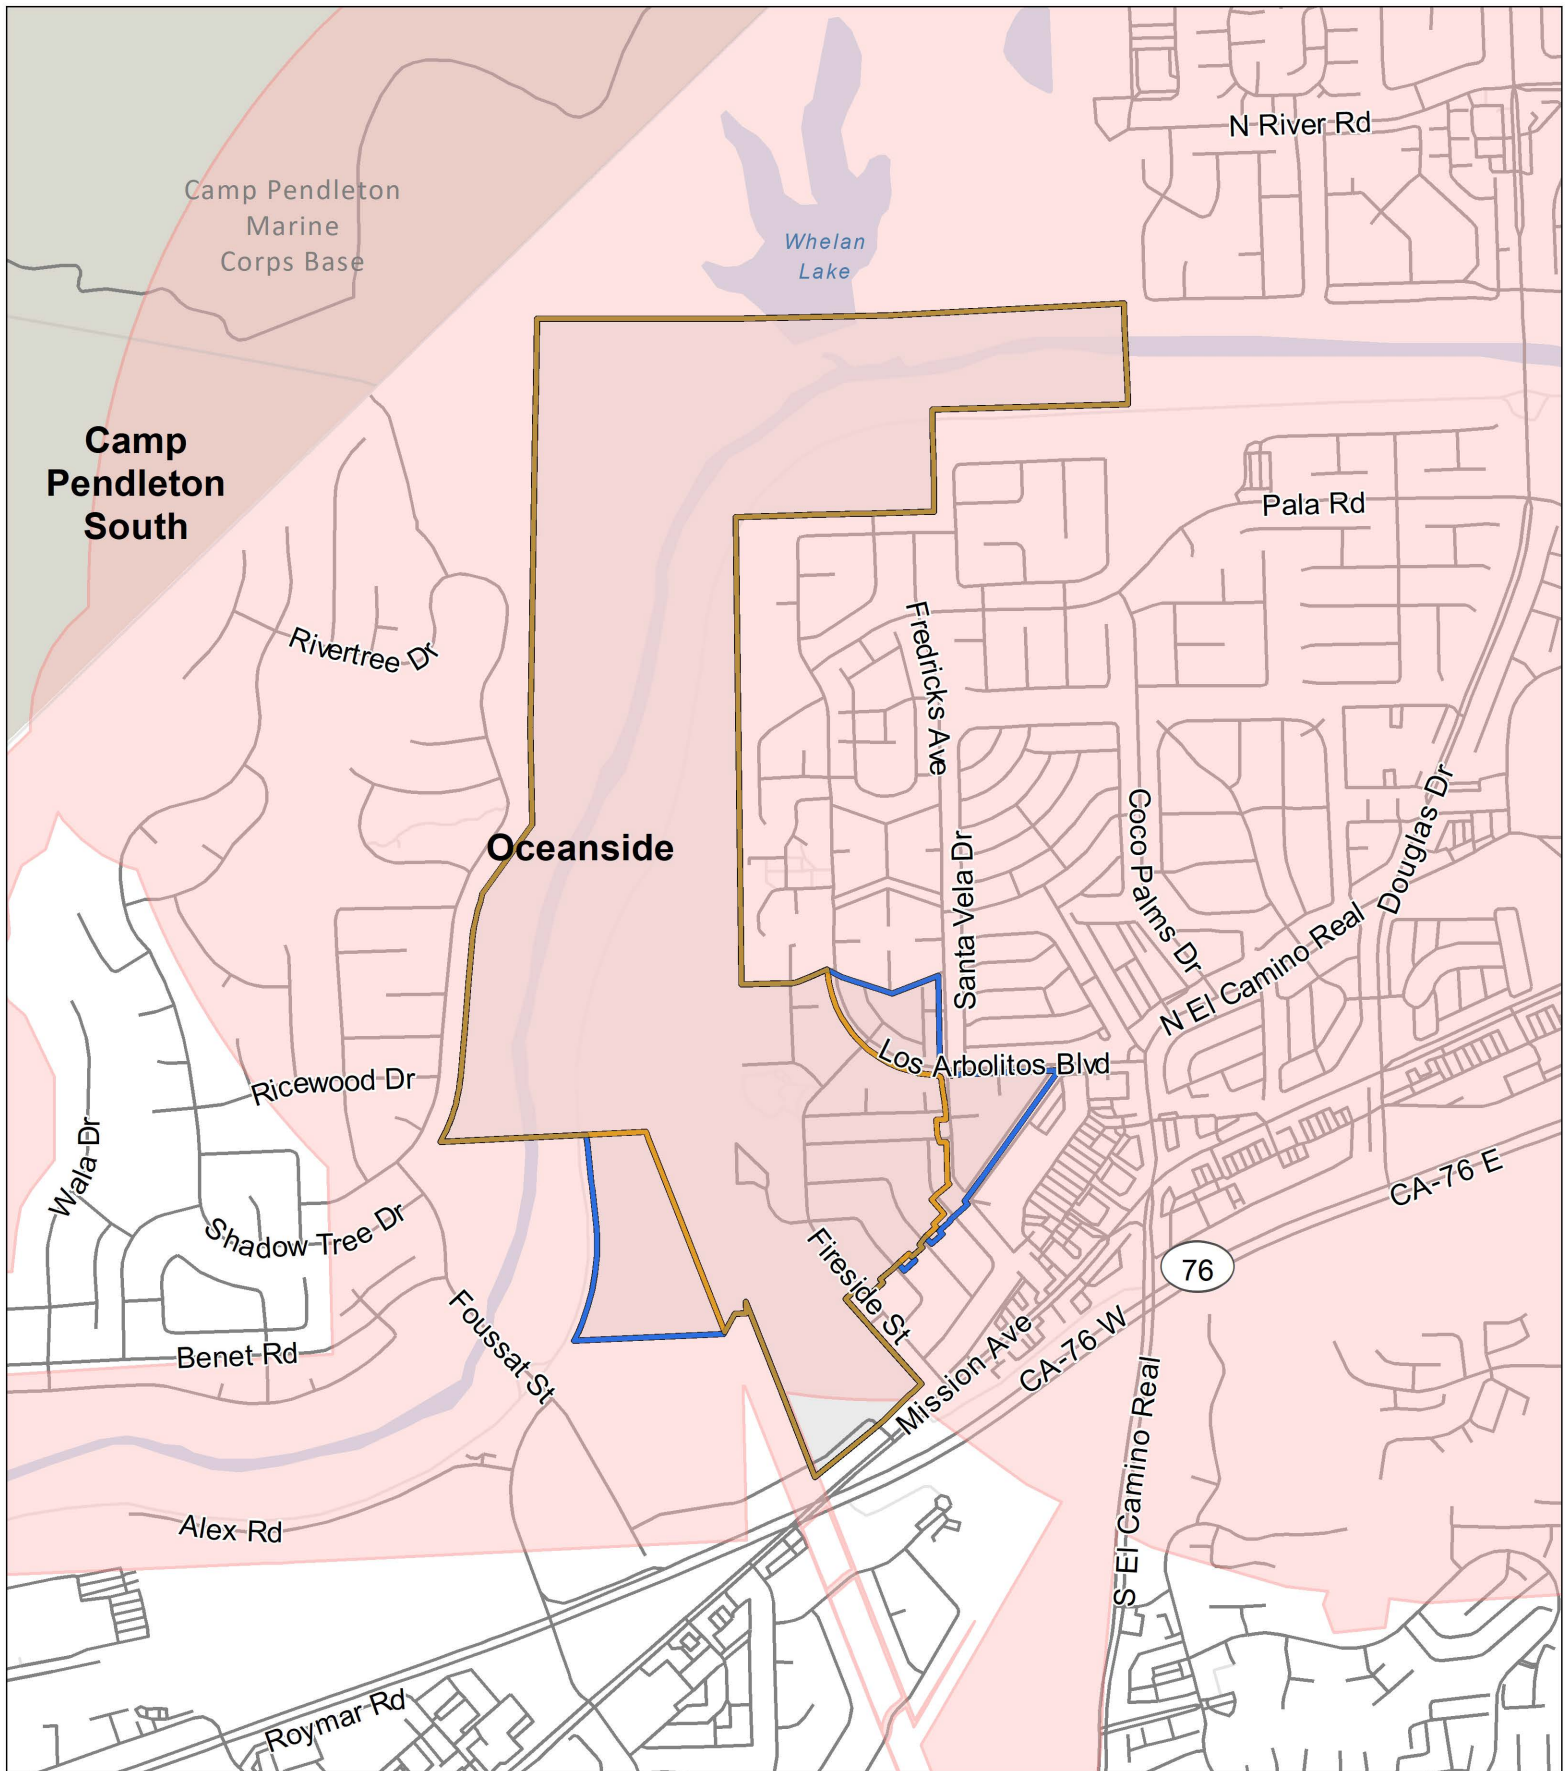 N River Rd
Camp Pendleton
Marine
Corps Base
Whelan
Lake
Camp
Pendleton
South
Pala Rd
Rivertree Dr
Fredricks Ave
Oceanside
Coco Palms Dr
Douglas Dr
Santa Vela Dr
N El Camino Real
Los Arbolitos Blvd
Ricewood Dr
Wala Dr
CA-76 E
Shadow Tree Dr
76
Fireside St
Foussat St
Benet Rd
Mission Ave
CA-76 W
S El Camino Real
Alex Rd
Roymar Rd